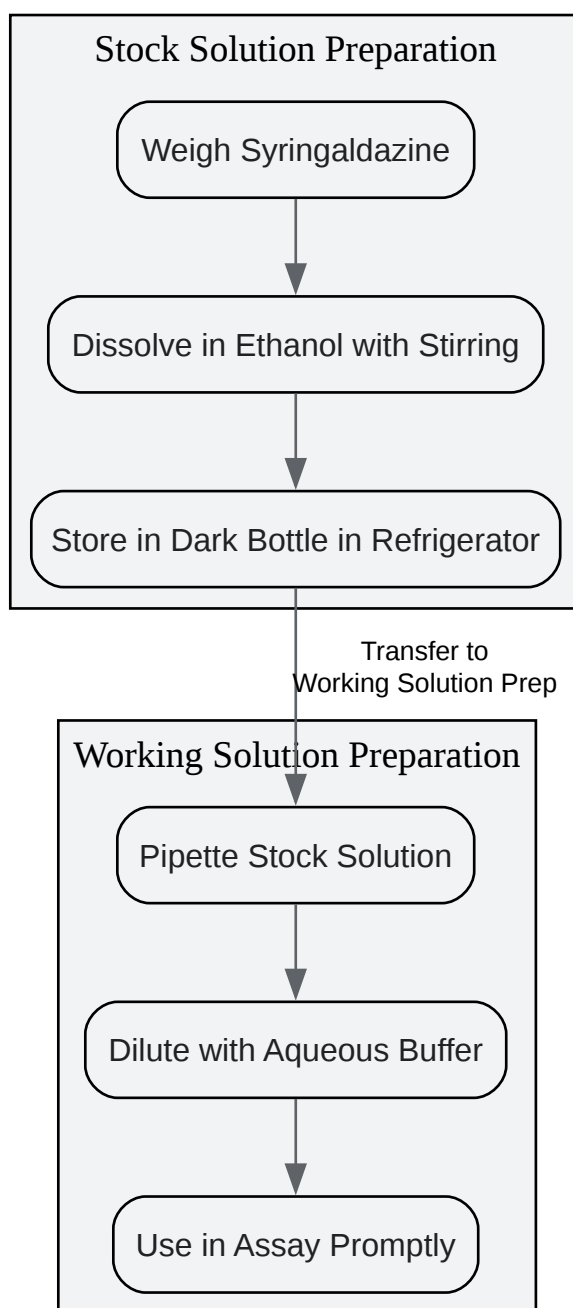 Stock Solution Preparation
Weigh Syringaldazine
Dissolve in Ethanol with Stirring
Store in Dark Bottle in Refrigerator
Transfer to
Working Solution Prep
Working Solution Preparation
Pipette Stock Solution
Dilute with Aqueous Buffer
Use in Assay Promptly